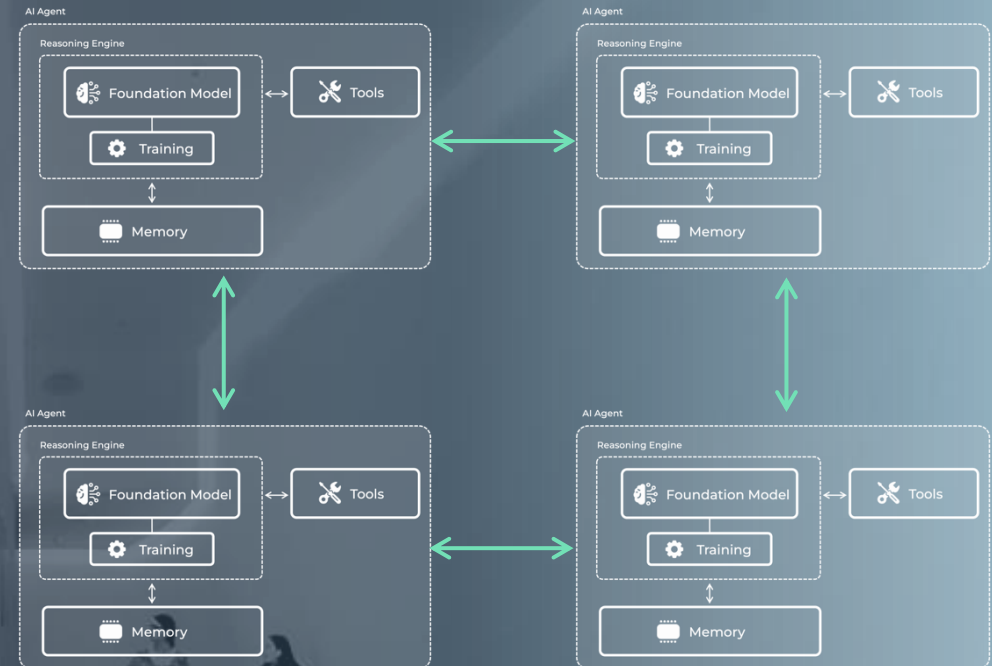 AI Agent
Reasoning Engine
Foundation Model
Tools
Training
Memory
AI Agent
Reasoning Engine
Foundation Model
Tools
Training
Memory
AI Agent
Reasoning Engine
Foundation Model
Tools
Training
Memory
AI Agent
Reasoning Engine
Foundation Model
Tools
Training
Memory